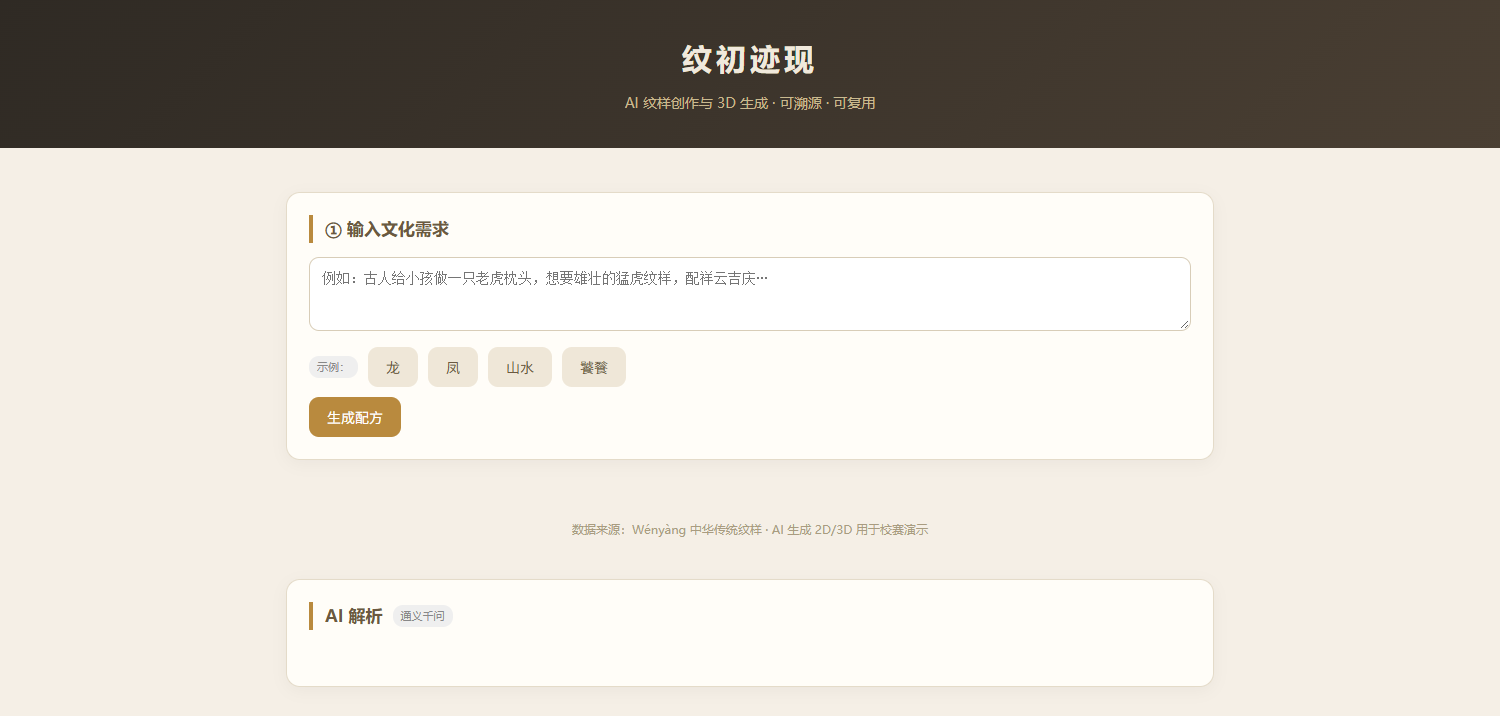 纹初迹现
AI 纹样创作与 3D 生成 · 可溯源 · 可复用
① 输入文化需求
例如：古人给小孩做一只老虎枕头，想要雄壮的猛虎纹样，配祥云吉庆…
示例：
龙
凤
山水
饕餮
生成配方
数据来源：Wényàng 中华传统纹样 · AI 生成 2D/3D 用于校赛演示
AI 解析
通义千问